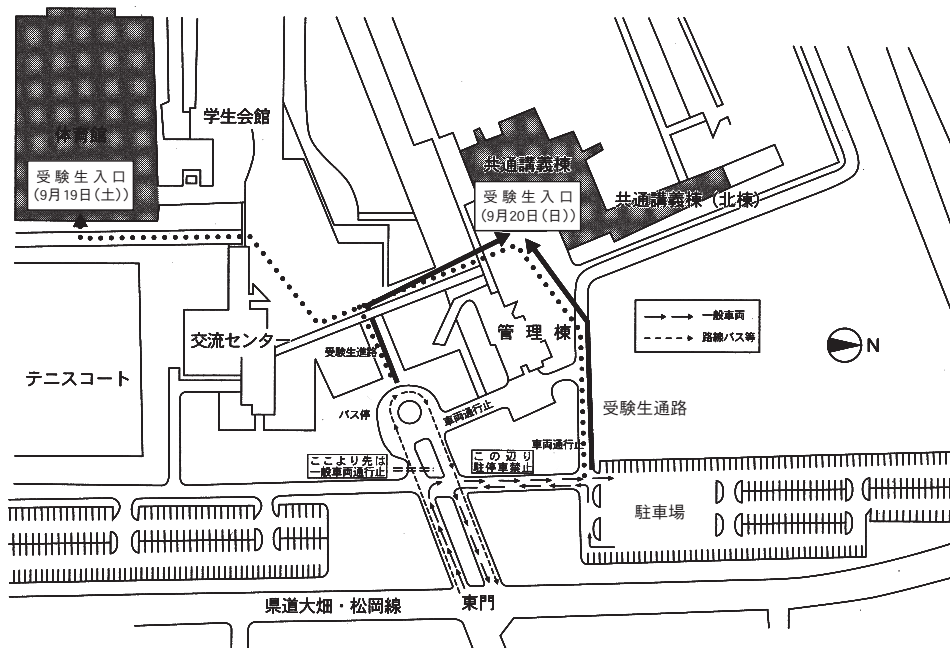 学生会館
体育館
受験生入口
(9月19日(土))
共通講義棟
受験生入口
(9月20日(日))
共通講義棟(北棟)
一般車両
路線バス等
N
管理棟
交流センター
受験生進路
テニスコート
バス停
車両通行止
受験生通路
車両通行止
ここより先は
一般車両通行止
この辺り
駐停車禁止
駐車場
県道大畑・松岡線
東門